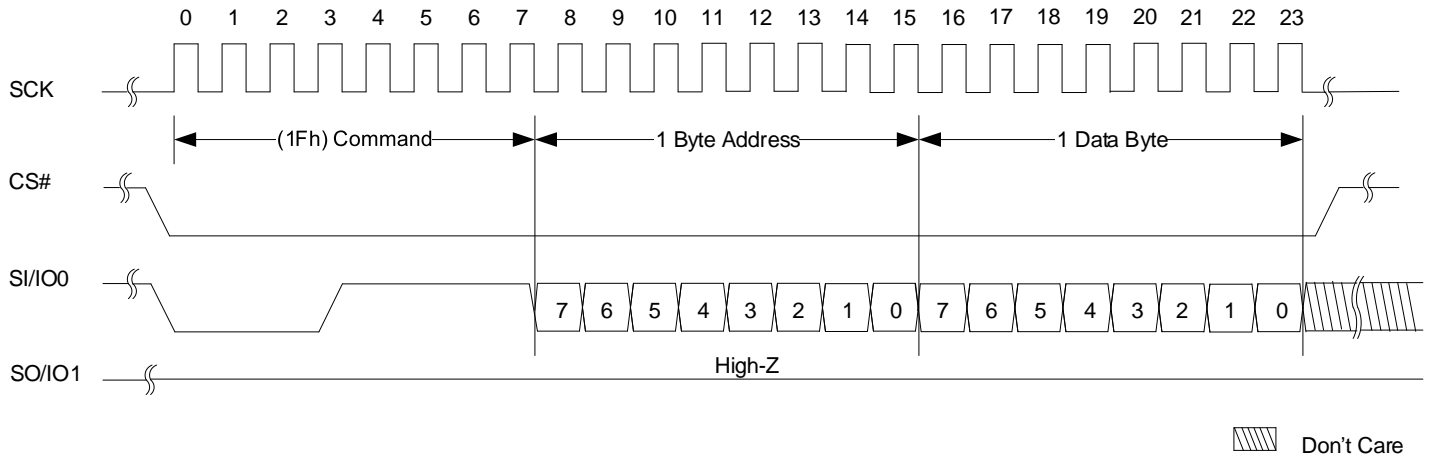 0 1 2 3 4 5 6 7 8 9 10 11 12 13 14 15 16 17 18 19 20 21 22 23
SCK
(1Fh) Command 1 Byte Address 1 Data Byte
CS#
SI/IO0
7 6 5 4 3 2 1 0 7 6 5 4 3 2 1 0
High-Z
SO/IO1
Don't Care